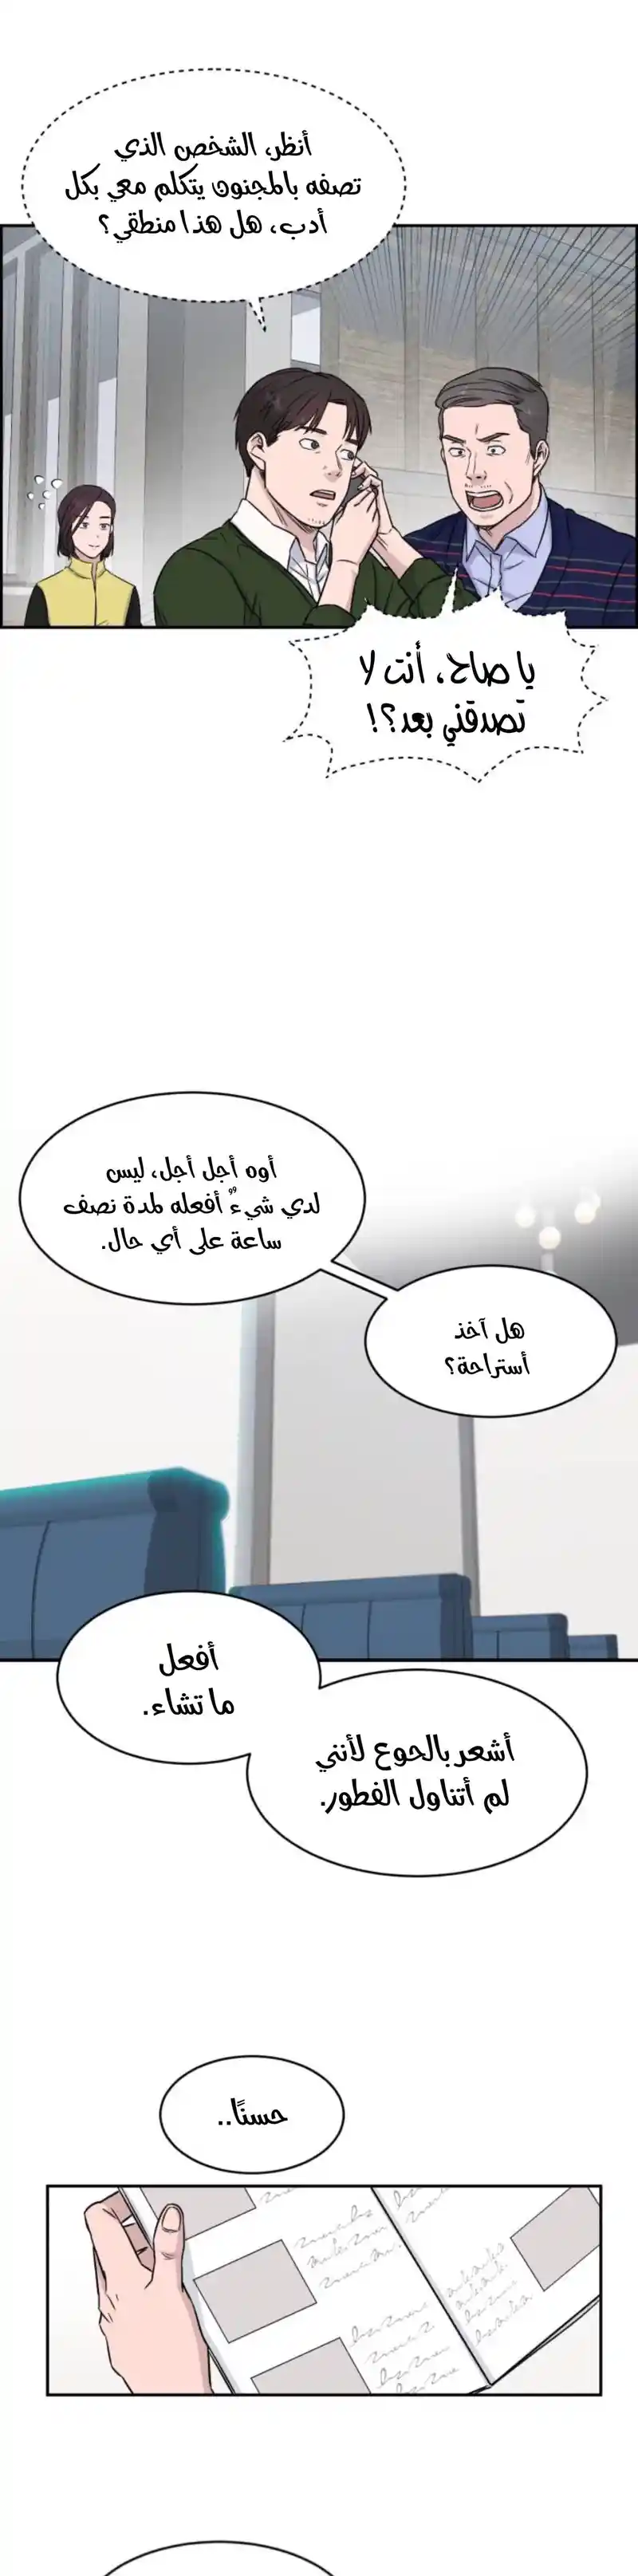 أنظر، الشخص الذي
تصفه بالمجنون يتكلم معي بكل
أدب، هل هذا منطقي؟
يا صاح، أنت لا
تصدقني بعد؟!
أوه أجل أجل، ليس
لدي شيءٌ أفعله لمدة نصف
ساعة على أي حال.
هل آخذ
أستراحة؟
أفعل
ما تشاء.
أشعر بالحوع لأنني
لم أتناول الفطور.
حسنًا..